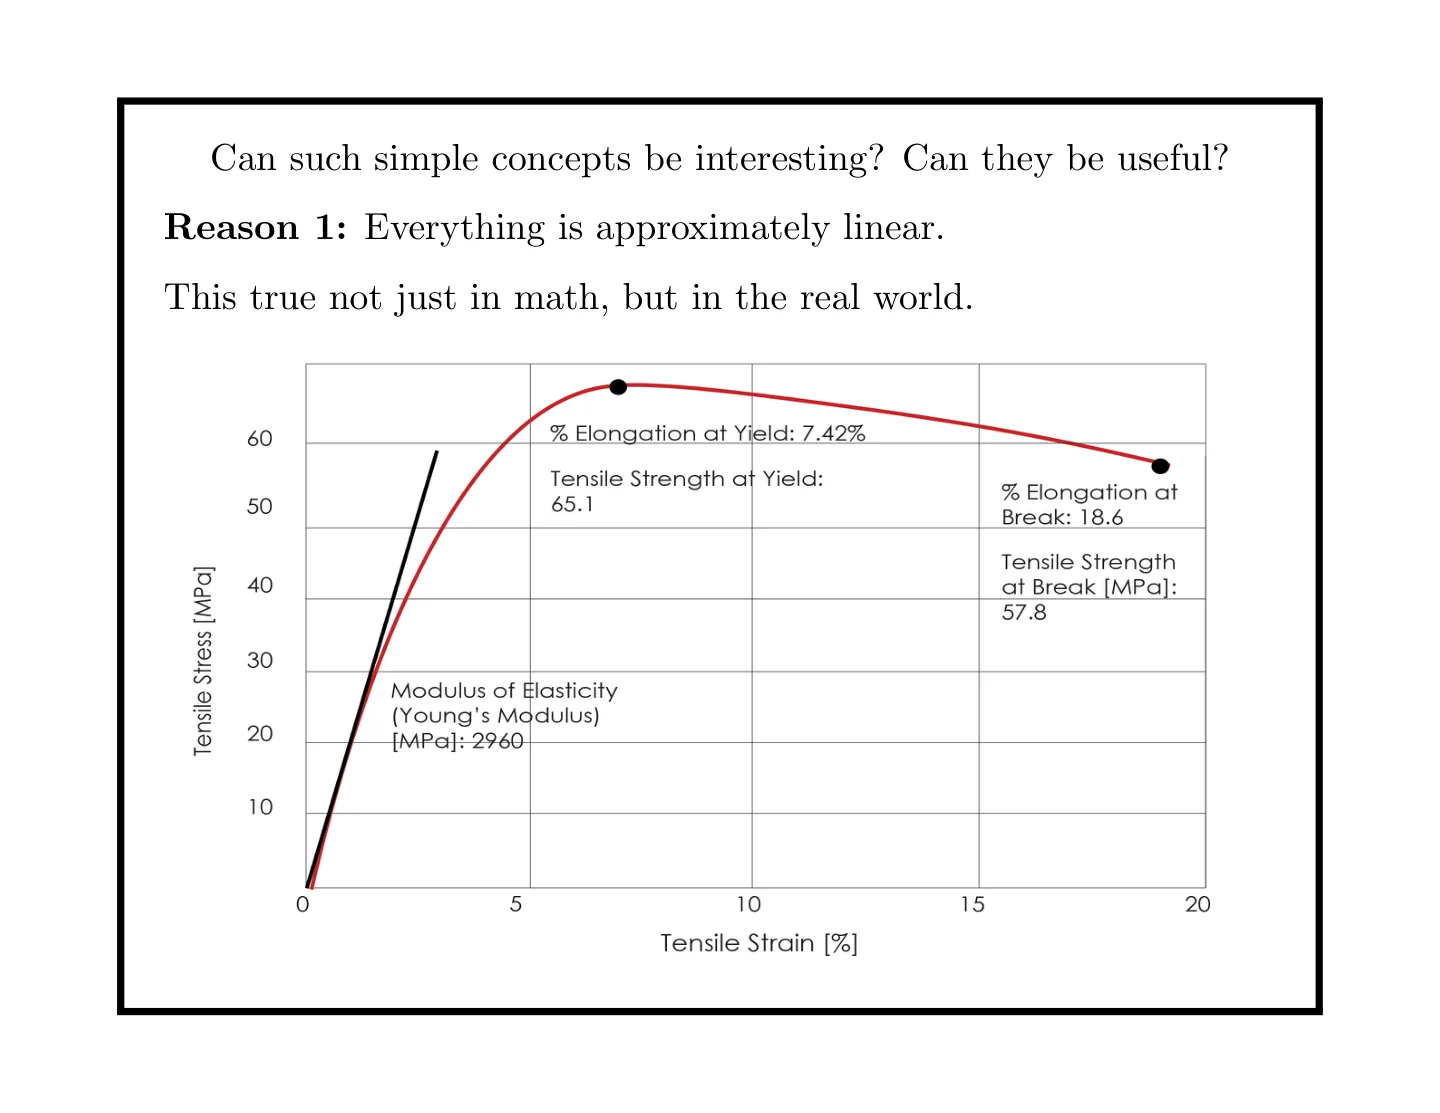 Can such simple concepts be interesting? Can they be useful?
Reason 1: Everything is approximately linear.
This true not just in math, but in the real world.
60
50
40
30
20
10
Tensile Stress [MPa]
% Elongation at Yield: 7.42%
Tensile Strength at Yield:
65.1
% Elongation at
Break: 18.6
Tensile Strength
at Break [MPa]:
57.8
Modulus of Elasticity
(Young's Modulus)
[MPa]: 2960
0 5 10 15 20
Tensile Strain [%]